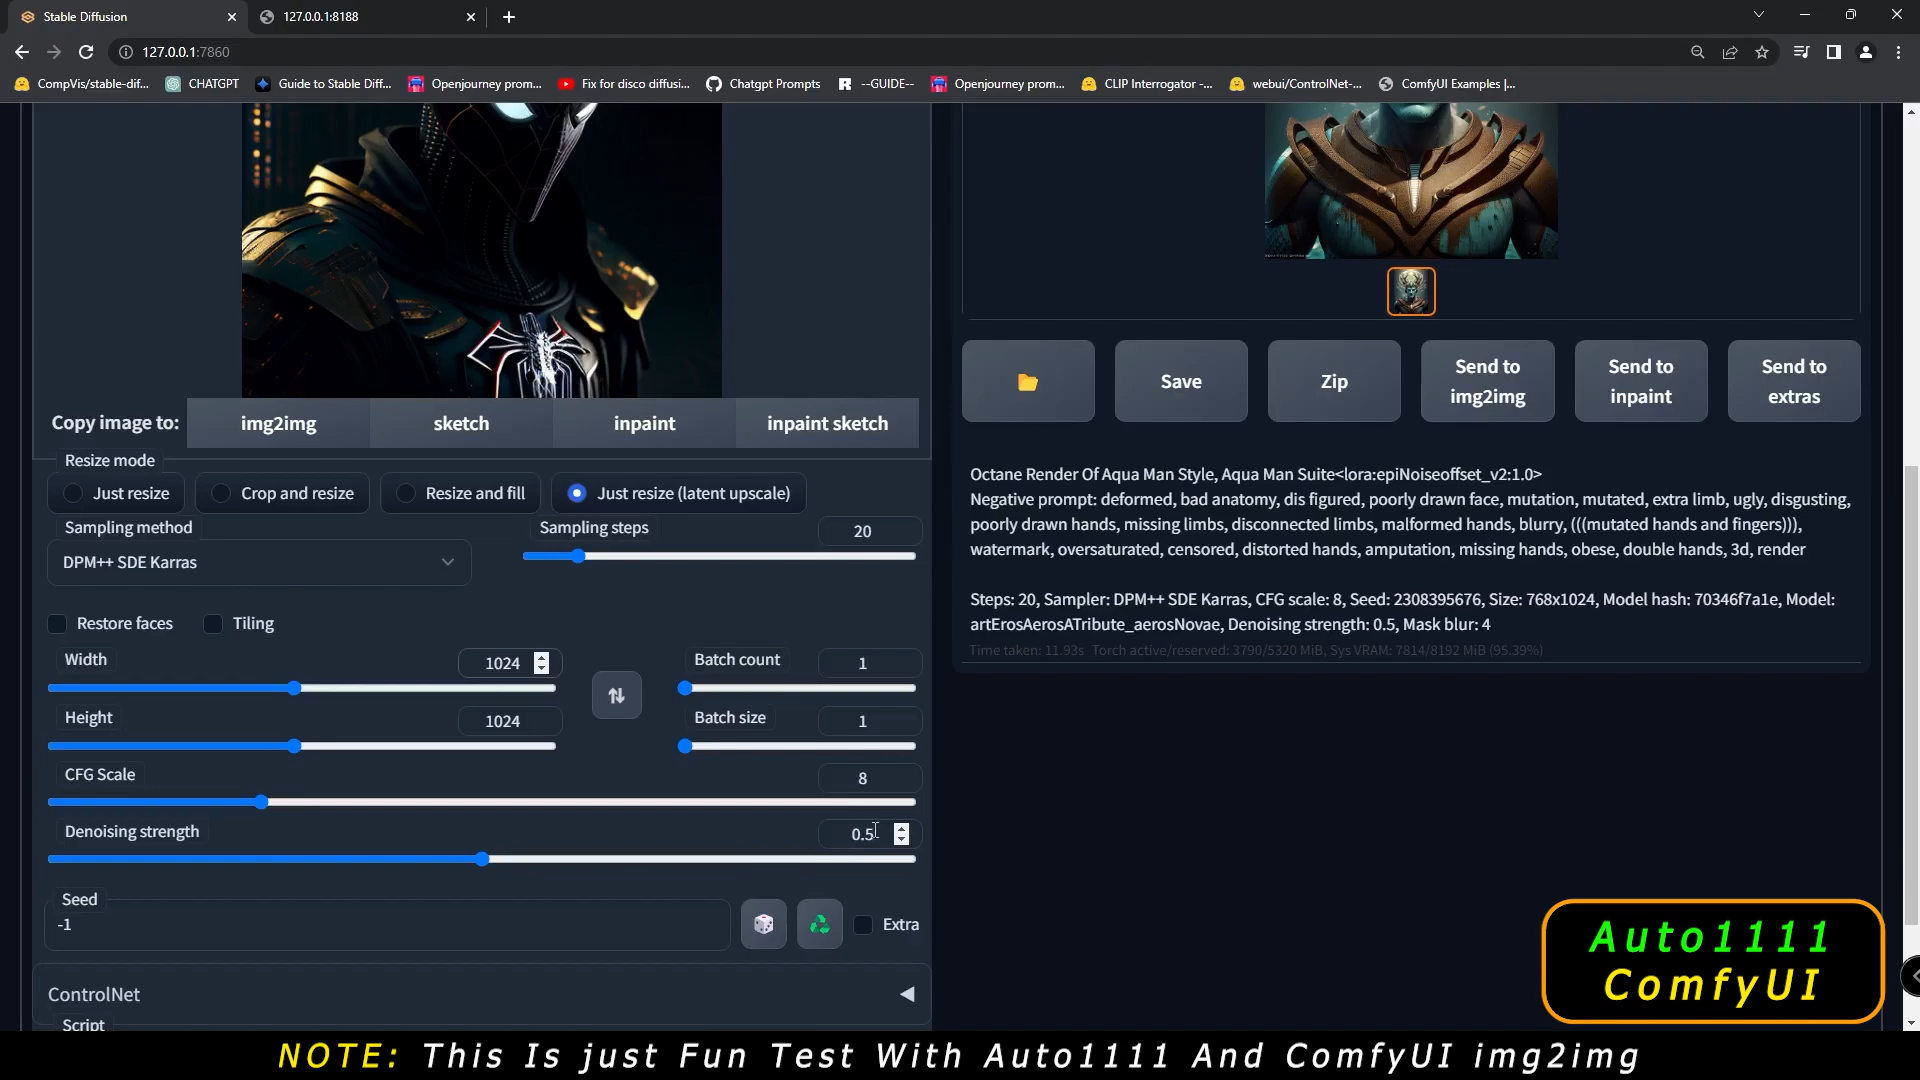 Stable Diffusion
127.0.0.1:8188
127.0.0.1:7860
CompVis/stable-dif...
CHATGPT
Guide to Stable Diff...
Openjourney prom...
Fix for disco diffusi...
Chatgpt Prompts
--GUIDE--
Openjourney prom...
CLIP Interrogator -...
webui/ControlNet-...
ComfyUI Examples |...
Copy image to:
img2img
sketch
inpaint
inpaint sketch
Resize mode
Just resize
Crop and resize
Resize and fill
Just resize (latent upscale)
Sampling method
DPM++ SDE Karras
Sampling steps
20
Restore faces
Tiling
Width
1024
Batch count
1
Height
1024
Batch size
1
CFG Scale
8
Denoising strength
0.5
Seed
-1
Extra
ControlNet
Script
Save
Zip
Send to
img2img
Send to
inpaint
Send to
extras
Octane Render Of Aqua Man Style, Aqua Man Suite<lora:epiNoiseoffset_v2:1.0>
Negative prompt: deformed, bad anatomy, dis figured, poorly drawn face, mutation, mutated, extra limb, ugly, disgusting,
poorly drawn hands, missing limbs, disconnected limbs, malformed hands, blurry, (((mutated hands and fingers))),
watermark, oversaturated, censored, distorted hands, amputation, missing hands, obese, double hands, 3d, render
Steps: 20, Sampler: DPM++ SDE Karras, CFG scale: 8, Seed: 2308395676, Size: 768x1024, Model hash: 70346f7a1e, Model:
artErosAerosATribute_aerosNovae, Denoising strength: 0.5, Mask blur: 4
Time taken: 11.93s Torch active/reserved: 3790/5320 MiB, Sys VRAM: 7814/8192 MiB (95.39%)
Auto1111
ComfyUI
NOTE: This Is just Fun Test With Auto1111 And ComfyUI img2img